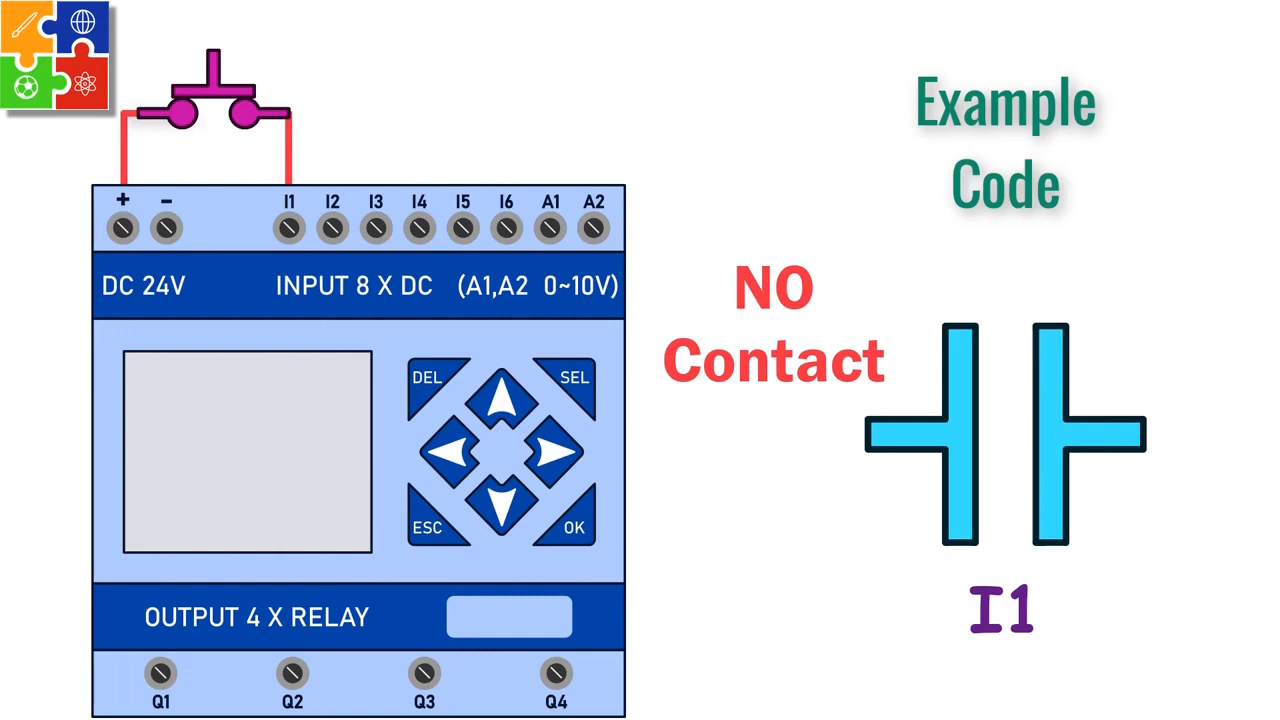 Example
Code
+ - I1 I2 I3 I4 I5 I6 A1 A2
DC 24V INPUT 8 X DC (A1,A2 0~10V)
NO
Contact
DEL SEL
ESC OK
I1
OUTPUT 4 X RELAY
Q1 Q2 Q3 Q4